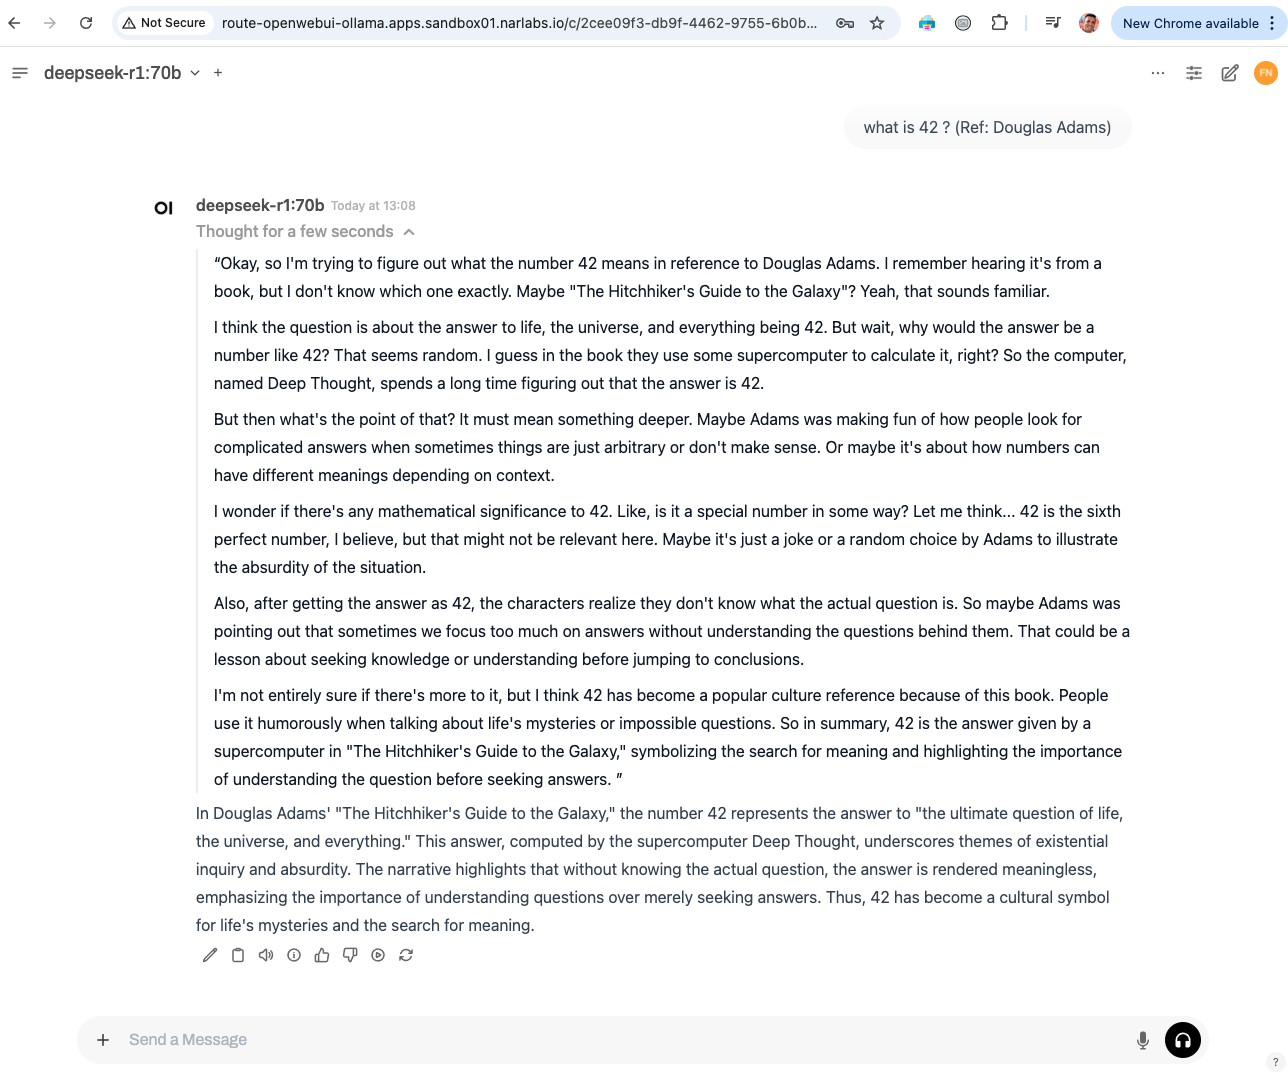 Not Secure
route-openwebui-ollama.apps.sandbox01.narlabs.io/c/2cee09f3-db9f-4462-9755-6b0b...
New Chrome available
deepseek-r1:70b
FN
what is 42 ? (Ref: Douglas Adams)
OI
deepseek-r1:70b Today at 13:08
Thought for a few seconds
“Okay, so I'm trying to figure out what the number 42 means in reference to Douglas Adams. I remember hearing it's from a
book, but I don't know which one exactly. Maybe "The Hitchhiker's Guide to the Galaxy"? Yeah, that sounds familiar.
I think the question is about the answer to life, the universe, and everything being 42. But wait, why would the answer be a
number like 42? That seems random. I guess in the book they use some supercomputer to calculate it, right? So the computer,
named Deep Thought, spends a long time figuring out that the answer is 42.
But then what's the point of that? It must mean something deeper. Maybe Adams was making fun of how people look for
complicated answers when sometimes things are just arbitrary or don't make sense. Or maybe it's about how numbers can
have different meanings depending on context.
I wonder if there's any mathematical significance to 42. Like, is it a special number in some way? Let me think... 42 is the sixth
perfect number, I believe, but that might not be relevant here. Maybe it's just a joke or a random choice by Adams to illustrate
the absurdity of the situation.
Also, after getting the answer as 42, the characters realize they don't know what the actual question is. So maybe Adams was
pointing out that sometimes we focus too much on answers without understanding the questions behind them. That could be a
lesson about seeking knowledge or understanding before jumping to conclusions.
I'm not entirely sure if there's more to it, but I think 42 has become a popular culture reference because of this book. People
use it humorously when talking about life's mysteries or impossible questions. So in summary, 42 is the answer given by a
supercomputer in "The Hitchhiker's Guide to the Galaxy," symbolizing the search for meaning and highlighting the importance
of understanding the question before seeking answers. ”
In Douglas Adams' "The Hitchhiker's Guide to the Galaxy," the number 42 represents the answer to "the ultimate question of life,
the universe, and everything." This answer, computed by the supercomputer Deep Thought, underscores themes of existential
inquiry and absurdity. The narrative highlights that without knowing the actual question, the answer is rendered meaningless,
emphasizing the importance of understanding questions over merely seeking answers. Thus, 42 has become a cultural symbol
for life's mysteries and the search for meaning.
Send a Message
?